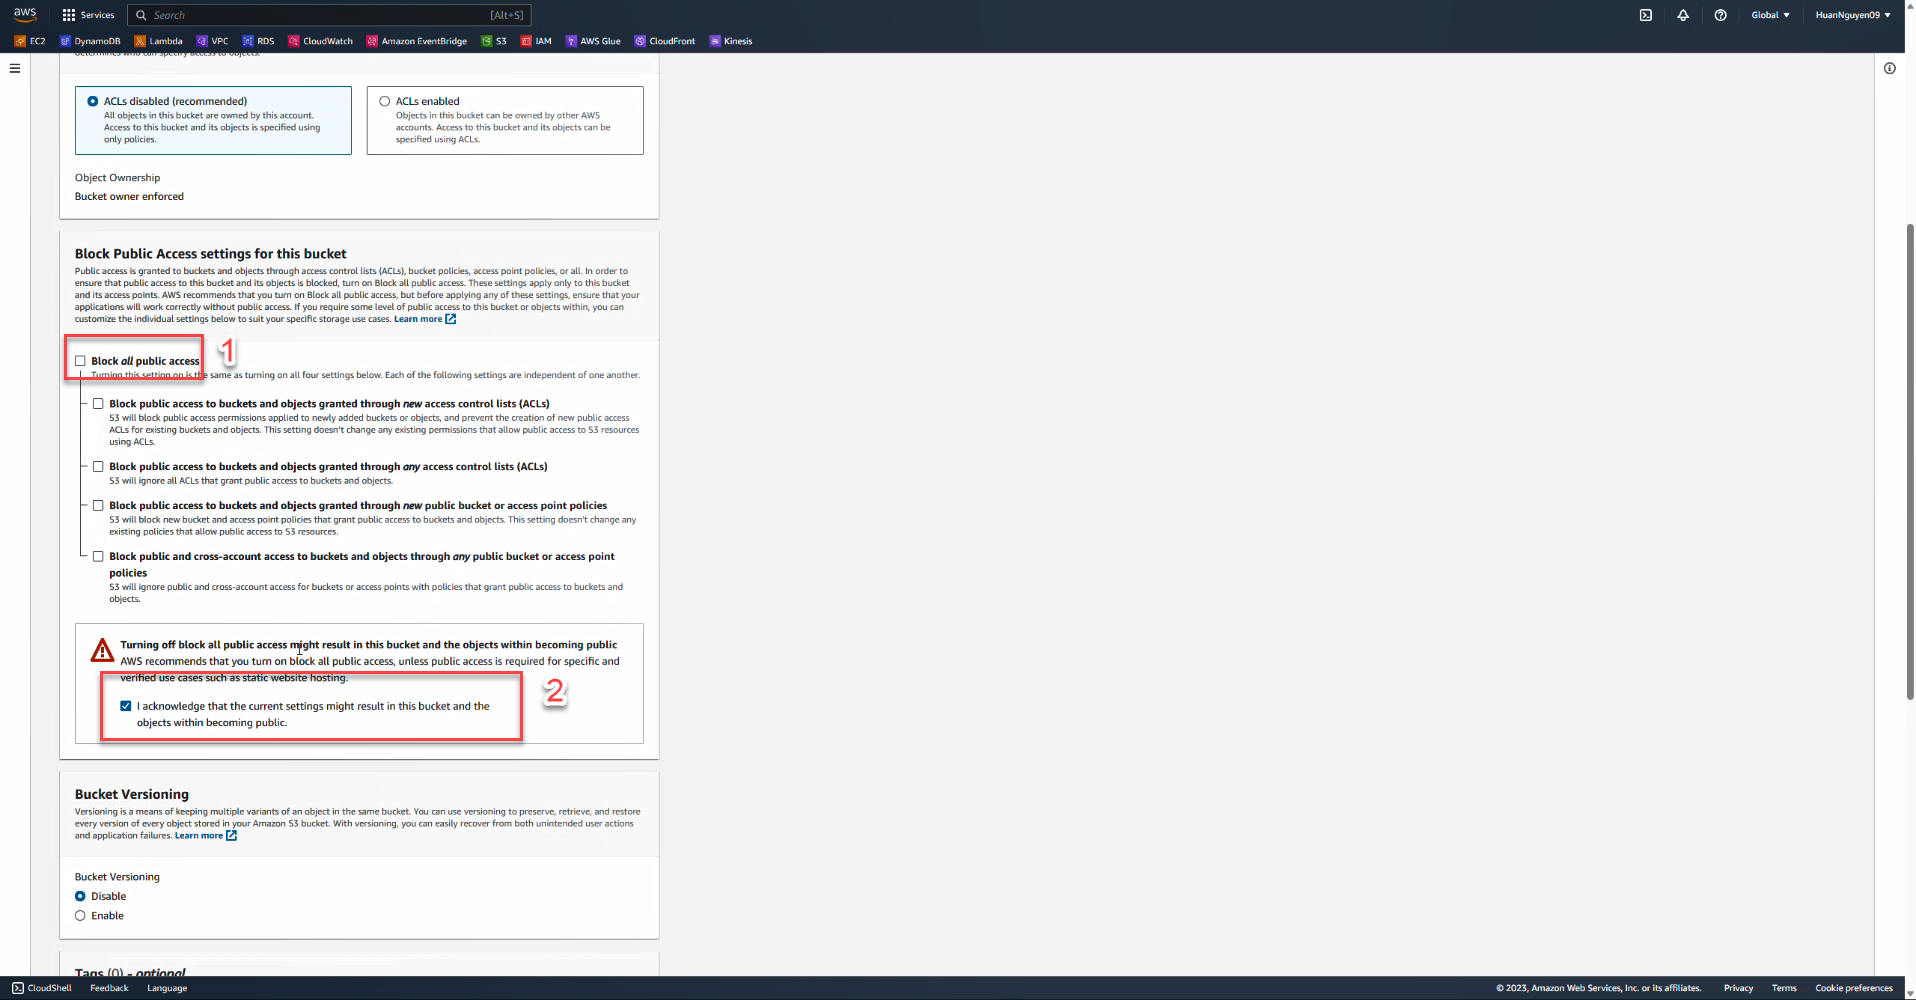 aws
Services
Search
[Alt+S]
Global
HuanNguyen09
EC2
DynamoDB
Lambda
VPC
RDS
CloudWatch
Amazon EventBridge
S3
IAM
AWS Glue
CloudFront
Kinesis
determines who can specify access to objects.
ACLs disabled (recommended)
All objects in this bucket are owned by this account.
Access to this bucket and its objects is specified using
only policies.
ACLs enabled
Objects in this bucket can be owned by other AWS
accounts. Access to this bucket and its objects can be
specified using ACLs.
Object Ownership
Bucket owner enforced
Block Public Access settings for this bucket
Public access is granted to buckets and objects through access control lists (ACLs), bucket policies, access point policies, or all. In order to
ensure that public access to this bucket and its objects is blocked, turn on Block all public access. These settings apply only to this bucket
and its access points. AWS recommends that you turn on Block all public access, but before applying any of these settings, ensure that your
applications will work correctly without public access. If you require some level of public access to this bucket or objects within, you can
customize the individual settings below to suit your specific storage use cases. Learn more
Block all public access
1
Turning this setting on is the same as turning on all four settings below. Each of the following settings are independent of one another.
Block public access to buckets and objects granted through new access control lists (ACLs)
S3 will block public access permissions applied to newly added buckets or objects, and prevent the creation of new public access
ACLs for existing buckets and objects. This setting doesn't change any existing permissions that allow public access to S3 resources
using ACLs.
Block public access to buckets and objects granted through any access control lists (ACLs)
S3 will ignore all ACLs that grant public access to buckets and objects.
Block public access to buckets and objects granted through new public bucket or access point policies
S3 will block new bucket and access point policies that grant public access to buckets and objects. This setting doesn't change any
existing policies that allow public access to S3 resources.
Block public and cross-account access to buckets and objects through any public bucket or access point
policies
S3 will ignore public and cross-account access for buckets or access points with policies that grant public access to buckets and
objects.
Turning off block all public access might result in this bucket and the objects within becoming public
AWS recommends that you turn on block all public access, unless public access is required for specific and
verified use cases such as static website hosting.
2
I acknowledge that the current settings might result in this bucket and the
objects within becoming public.
Bucket Versioning
Versioning is a means of keeping multiple variants of an object in the same bucket. You can use versioning to preserve, retrieve, and restore
every version of every object stored in your Amazon S3 bucket. With versioning, you can easily recover from both unintended user actions
and application failures. Learn more
Bucket Versioning
Disable
Enable
Tags (0) - optional
CloudShell
Feedback
Language
© 2023, Amazon Web Services, Inc. or its affiliates.
Privacy
Terms
Cookie preferences